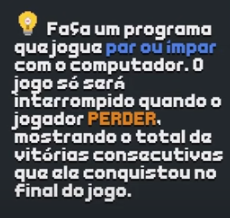 Faça um programa
que jogue par ou ímpar
com o computador. O
jogo só será
interrompido quando o
jogador PERDER,
mostrando o total de
vitórias consecutivas
que ele conquistou no
final do jogo.